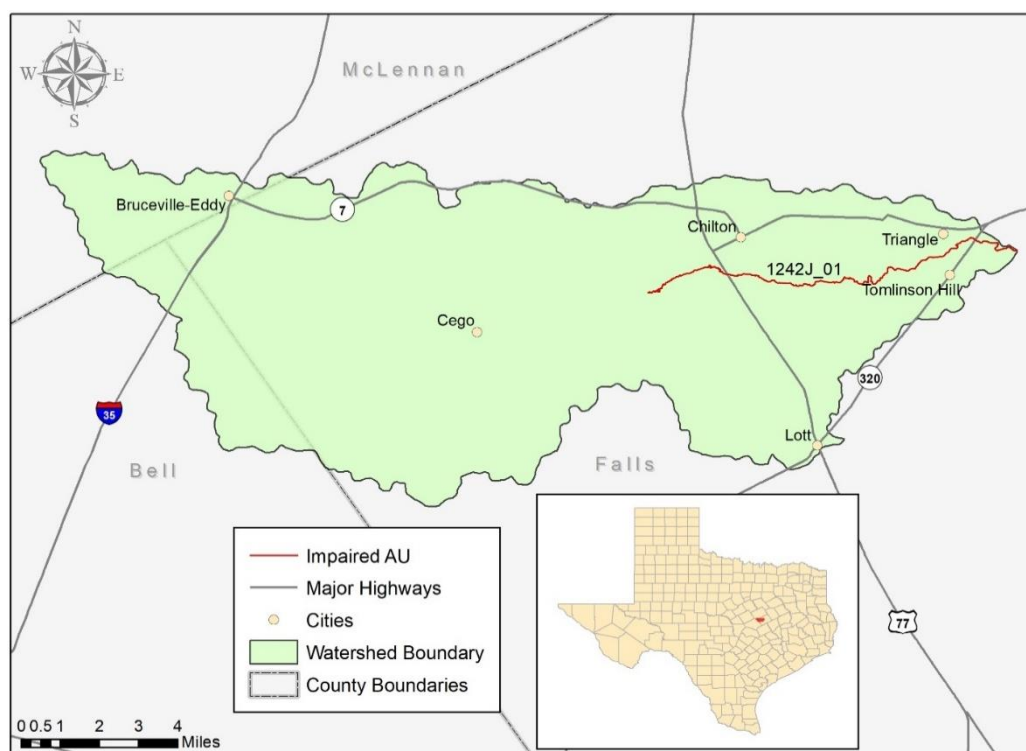 N
W E
S
McLennan
Bruceville-Eddy
7
Chilton
Triangle
1242J_01
Tomlinson Hill
Cego
320
35
Lott
Bell
Falls
Impaired AU
Major Highways
Cities
Watershed Boundary
County Boundaries
77
0 0.5 1 2 3 4
Miles